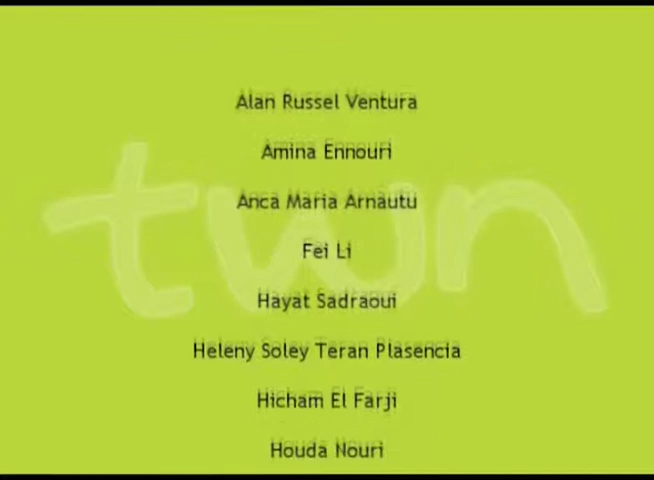 Alan Russel Ventura
Amina Ennouri
Anca Maria Arnautu
Fei Li
Hayat Sadraoui
Heleny Soley Teran Plasencia
Hicham El Farji
Houda Nouri
twn